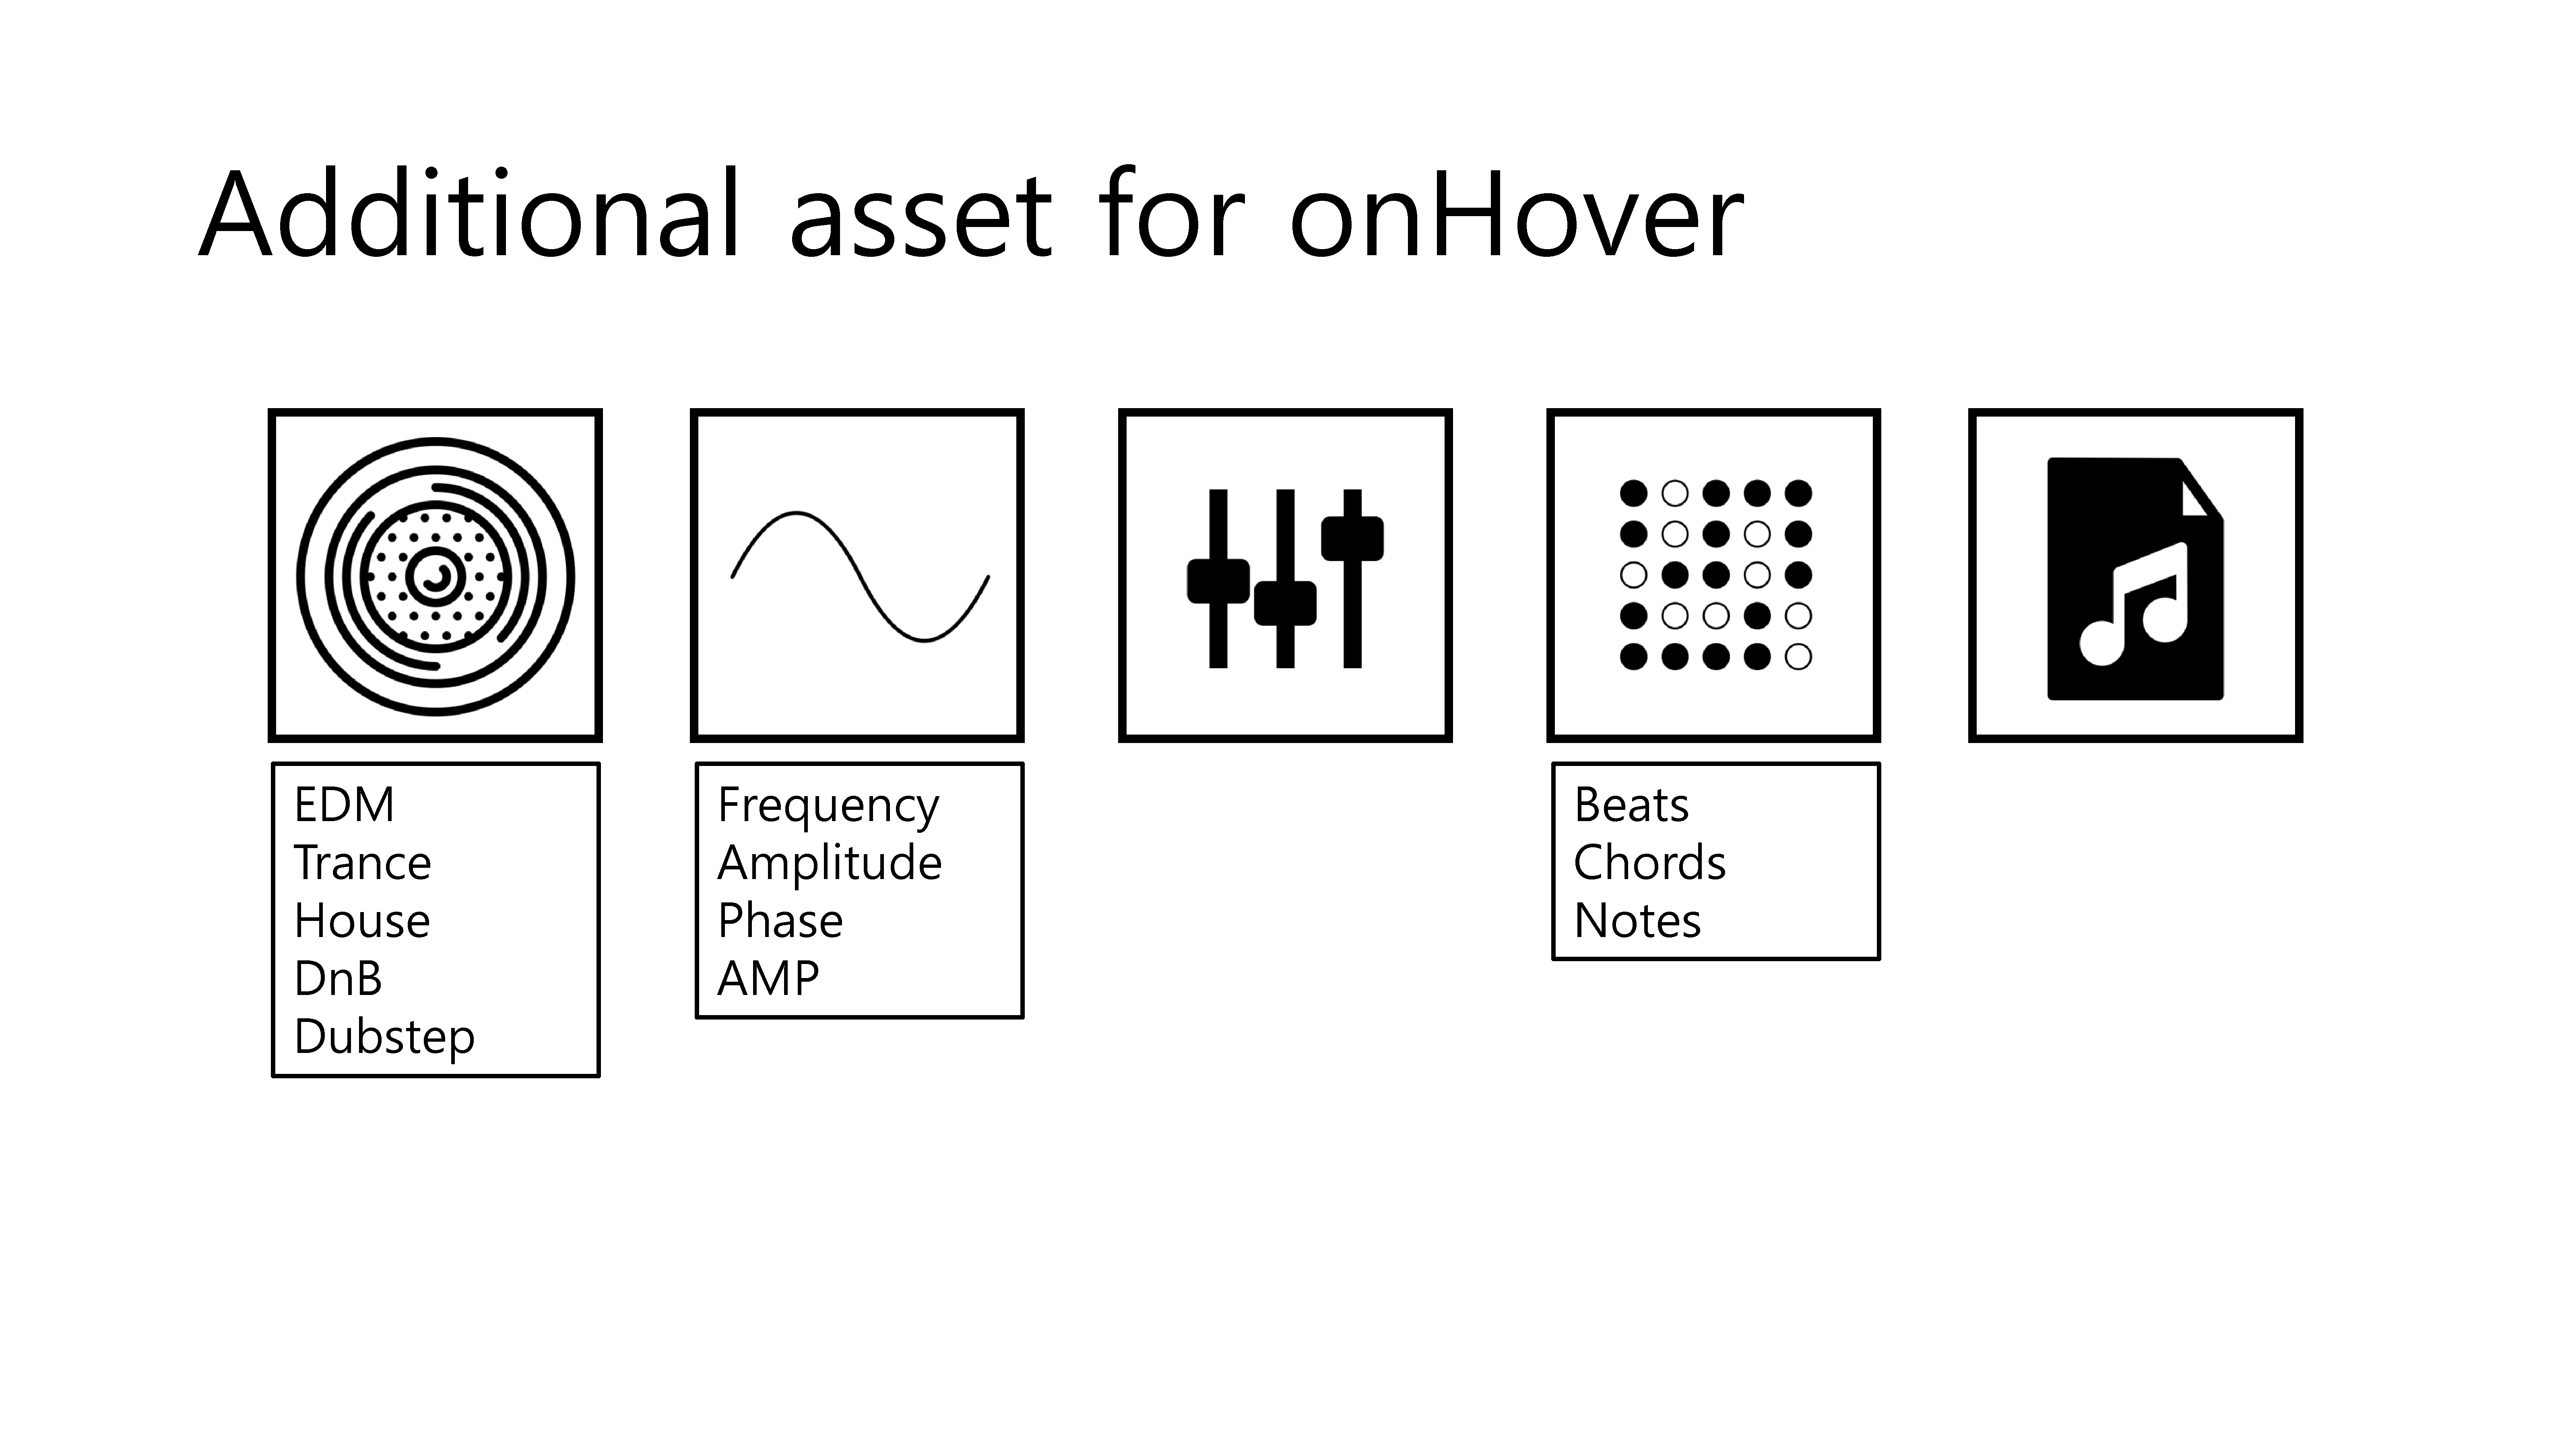 Additional asset for onHover
EDM
Trance
House
DnB
Dubstep
Frequency
Amplitude
Phase
AMP
Beats
Chords
Notes